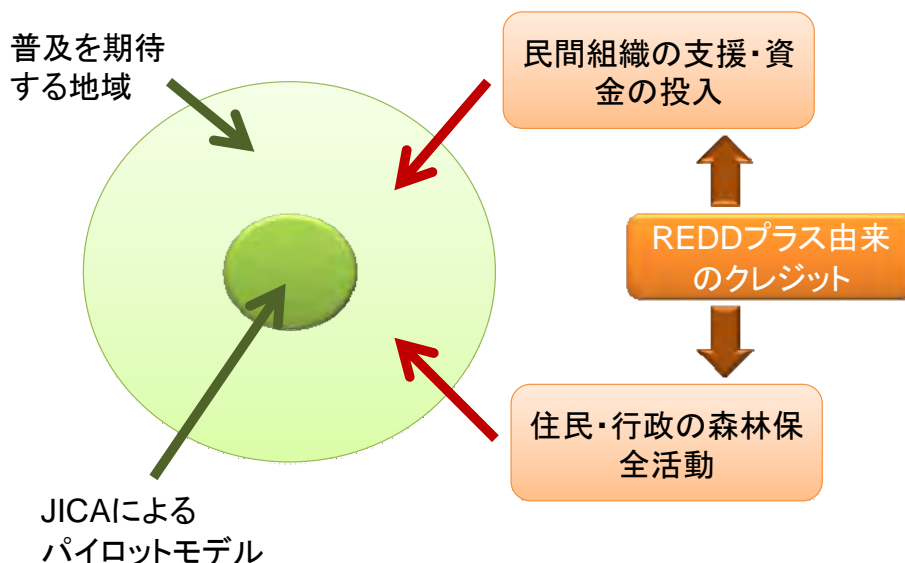 普及を期待
する地域
民間組織の支援・資
金の投入
REDDプラス由来
のクレジット
住民・行政の森林保
全活動
JICAによる
パイロットモデル